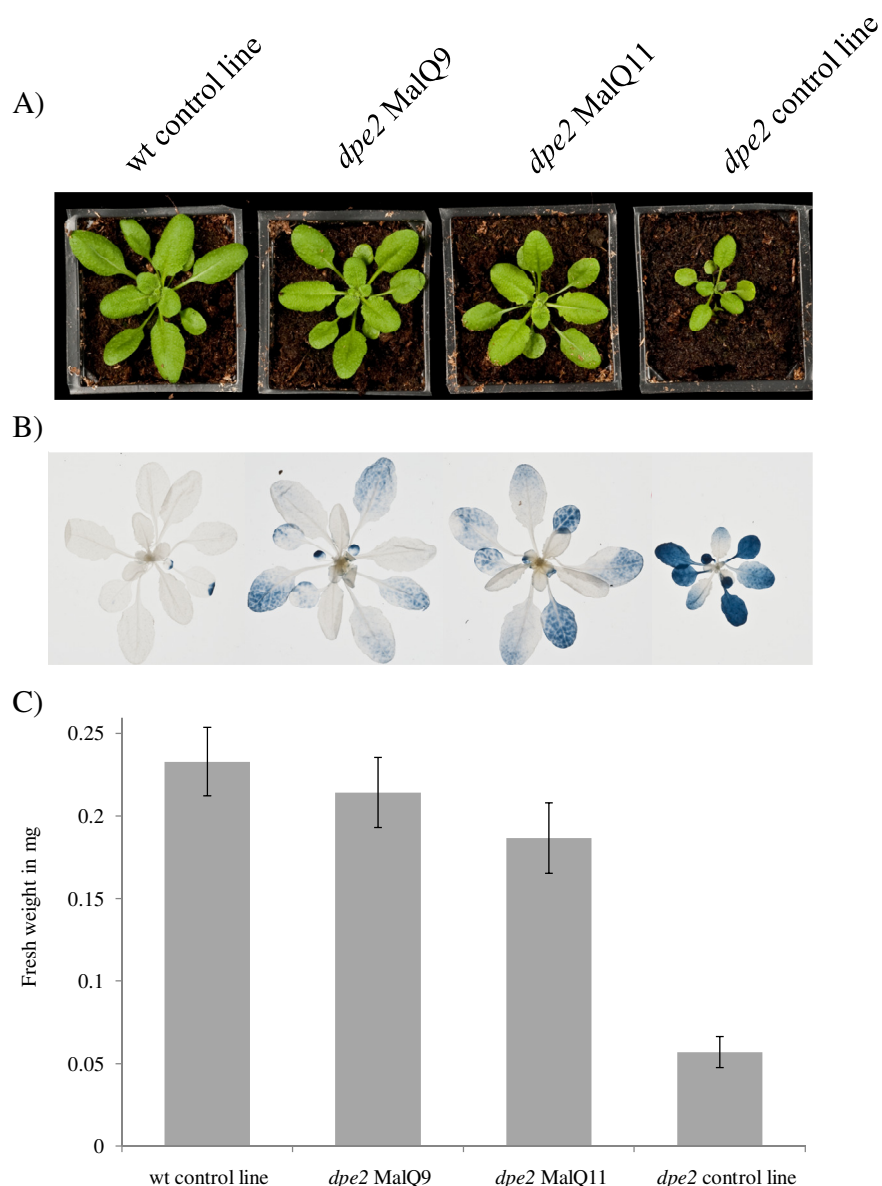 A)
wt control line
dpe2 MalQ9
dpe2 MalQ11
dpe2 control line
B)
C)
Fresh weight in mg
0.25
0.2
0.15
0.1
0.05
0
wt control line
dpe2 MalQ9
dpe2 MalQ11
dpe2 control line